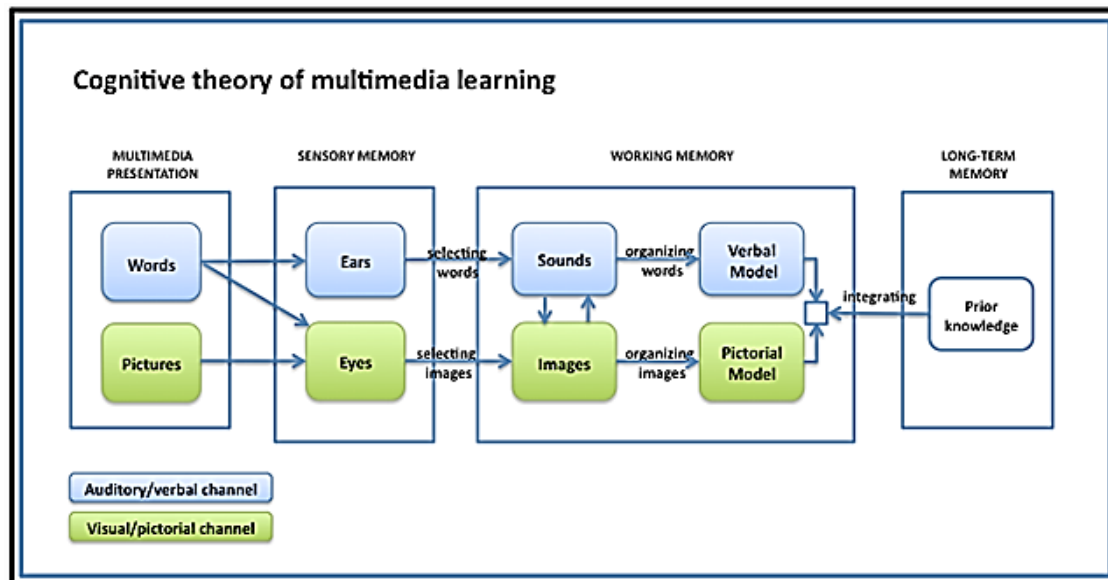 Cognitive theory of multimedia learning
MULTIMEDIA
PRESENTATION
SENSORY MEMORY
WORKING MEMORY
LONG-TERM
MEMORY
Words
Ears
selecting
words
Sounds
organizing
words
Verbal
Model
integrating
Prior
knowledge
Pictures
Eyes
selecting
images
Images
organizing
images
Pictorial
Model
Auditory/verbal channel
Visual/pictorial channel